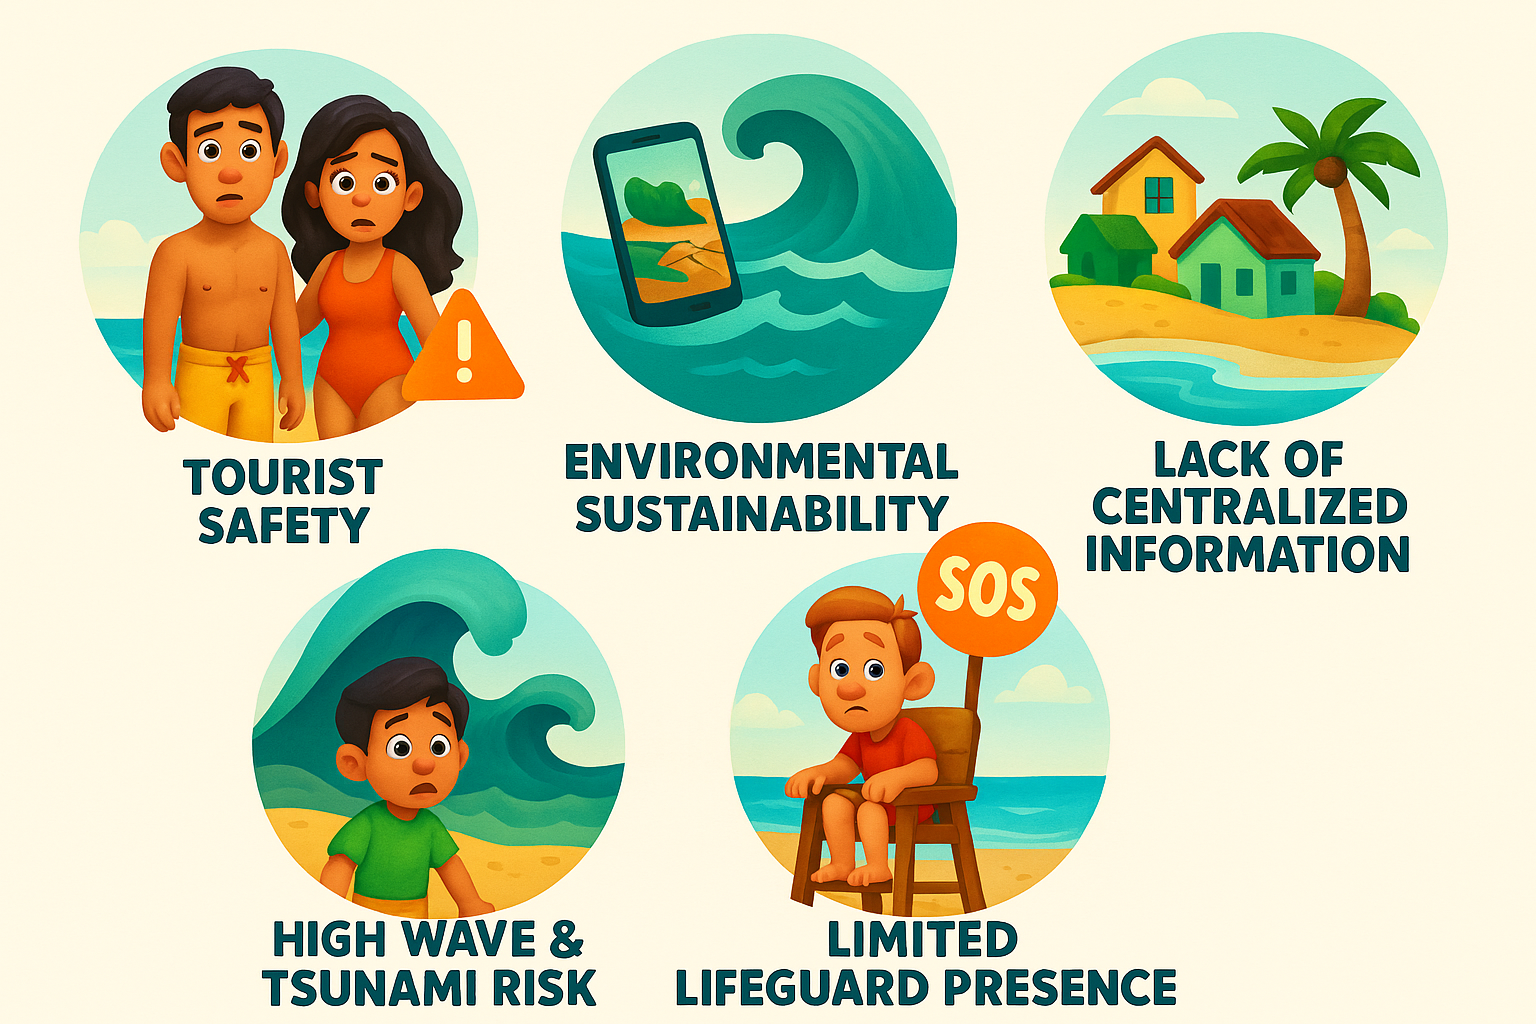 TOURIST
SAFETY
ENVIRONMENTAL
SUSTAINABILITY
LACK OF
CENTRALIZED
INFORMATION
HIGH WAVE &
TSUNAMI RISK
SOS
LIMITED
LIFEGUARD PRESENCE